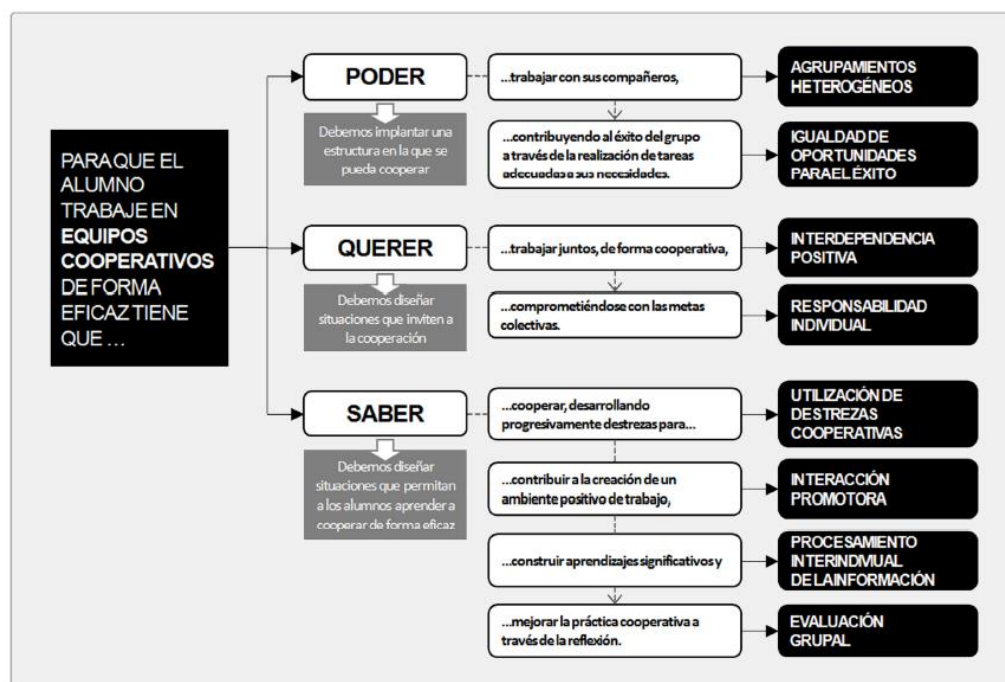 PARA QUE EL
ALUMNO
TRABAJE EN
EQUIPOS
COOPERATIVOS
DE FORMA
EFICAZ TIENE
QUE ...
PODER
Debemos implantar una
estructura en la que se
pueda cooperar
...trabajar con sus compañeros,
AGRUPAMIENTOS
HETEROGÉNEOS
...contribuyendo al éxito del grupo
a través de la realización de tareas
adecuadas a sus necesidades.
IGUALDAD DE
OPORTUNIDADES
PARA EL ÉXITO
QUERER
Debemos diseñar
situaciones que inviten a
la cooperación
...trabajar juntos, de forma cooperativa,
INTERDEPENDENCIA
POSITIVA
...comprometiéndose con las metas
colectivas.
RESPONSABILIDAD
INDIVIDUAL
SABER
Debemos diseñar
situaciones que permitan
a los alumnos aprender a
cooperar de forma eficaz
...cooperar, desarrollando
progresivamente destrezas para...
UTILIZACIÓN DE
DESTREZAS
COOPERATIVAS
...contribuir a la creación de un
ambiente positivo de trabajo,
INTERACCIÓN
PROMOTORA
...construir aprendizajes significativos y
PROCESAMIENTO
INTERINDIVIUAL
DE LA INFORMACIÓN
...mejorar la práctica cooperativa a
través de la reflexión.
EVALUACIÓN
GRUPAL